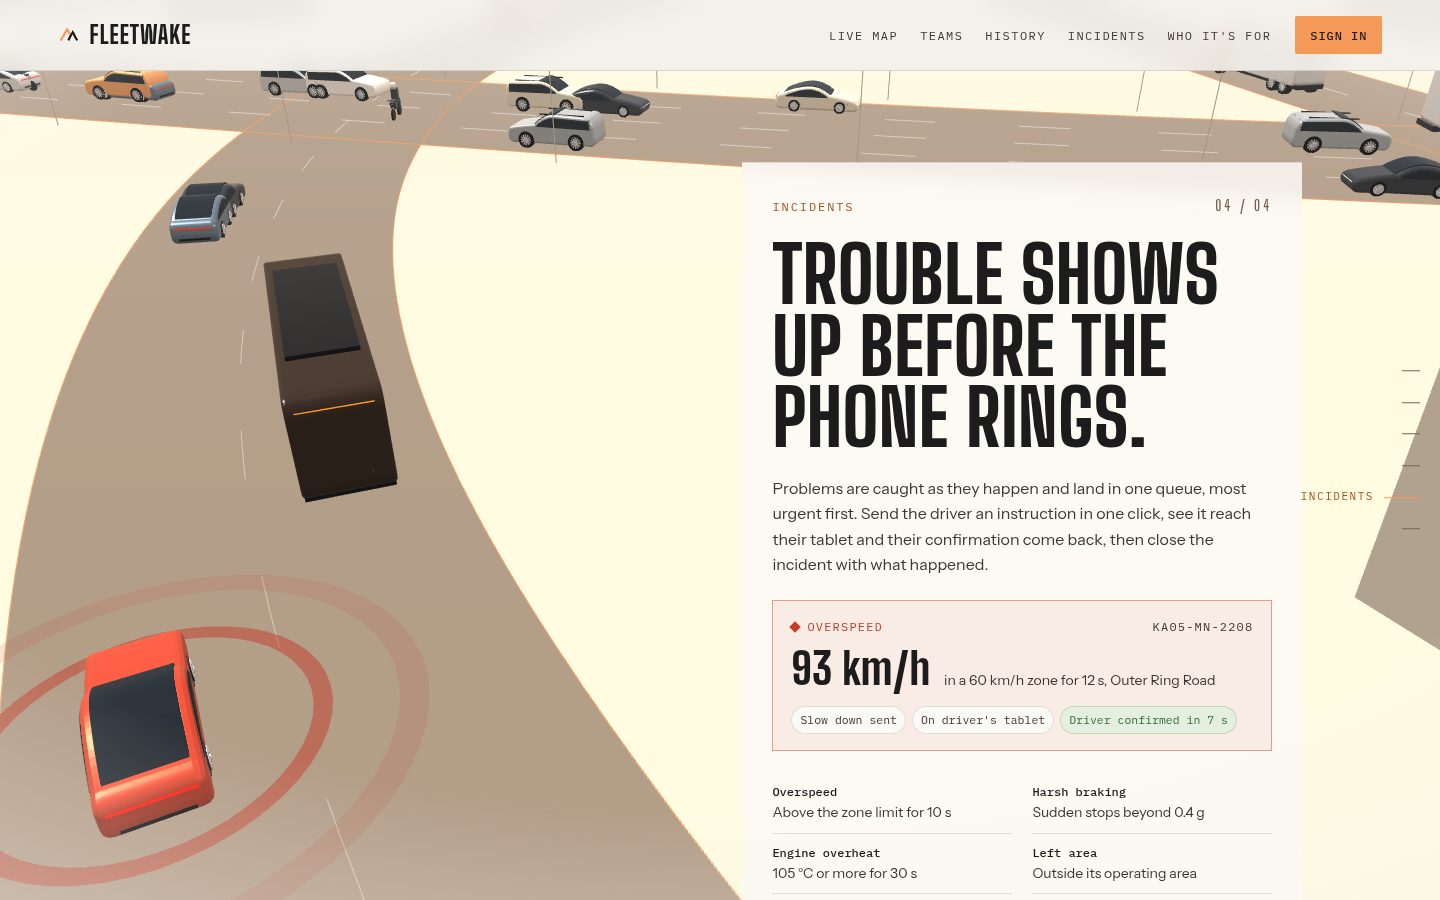 FLEETWAKE
LIVE MAP TEAMS HISTORY INCIDENTS WHO IT'S FOR SIGN IN
INCIDENTS 04 / 04
TROUBLE SHOWS
UP BEFORE THE
PHONE RINGS.
Problems are caught as they happen and land in one queue, most
urgent first. Send the driver an instruction in one click, see it reach
their tablet and their confirmation come back, then close the
incident with what happened.
INCIDENTS
OVERSPEED KA05-MN-2208
93 km/h in a 60 km/h zone for 12 s, Outer Ring Road
Slow down sent On driver's tablet Driver confirmed in 7 s
Overspeed Harsh braking
Above the zone limit for 10 s Sudden stops beyond 0.4 g
Engine overheat Left area
105 °C or more for 30 s Outside its operating area